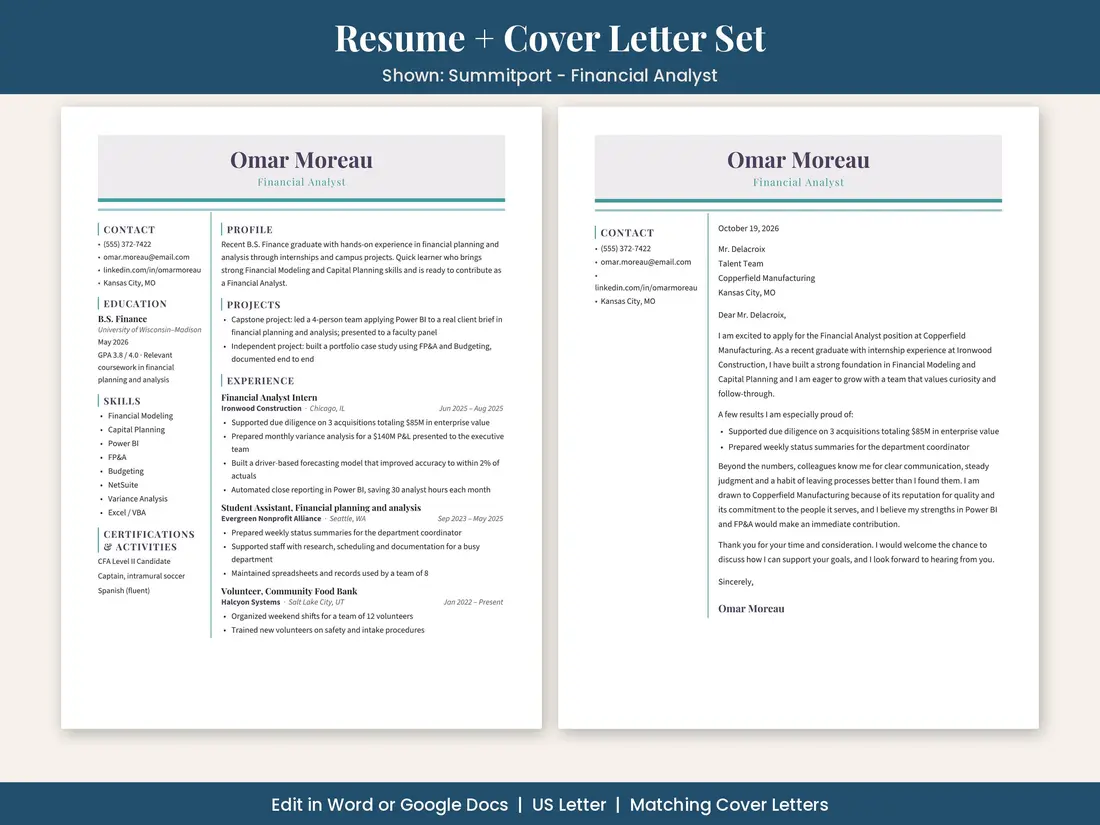 Resume + Cover Letter Set
Shown: Summitport - Financial Analyst
Omar Moreau
Financial Analyst
CONTACT
• (555) 372-7422
• omar.moreau@email.com
• linkedin.com/in/omarmoreau
• Kansas City, MO
EDUCATION
B.S. Finance
University of Wisconsin–Madison
May 2026
GPA 3.8 / 4.0 · Relevant
coursework in financial
planning and analysis
SKILLS
• Financial Modeling
• Capital Planning
• Power BI
• FP&A
• Budgeting
• NetSuite
• Variance Analysis
• Excel / VBA
CERTIFICATIONS
& ACTIVITIES
CFA Level II Candidate
Captain, intramural soccer
Spanish (fluent)
PROFILE
Recent B.S. Finance graduate with hands-on experience in financial planning and
analysis through internships and campus projects. Quick learner who brings
strong Financial Modeling and Capital Planning skills and is ready to contribute as
a Financial Analyst.
PROJECTS
• Capstone project: led a 4-person team applying Power BI to a real client brief in
financial planning and analysis; presented to a faculty panel
• Independent project: built a portfolio case study using FP&A and Budgeting,
documented end to end
EXPERIENCE
Financial Analyst Intern
Ironwood Construction · Chicago, IL Jun 2025 – Aug 2025
• Supported due diligence on 3 acquisitions totaling $85M in enterprise value
• Prepared monthly variance analysis for a $140M P&L presented to the executive
team
• Built a driver-based forecasting model that improved accuracy to within 2% of
actuals
• Automated close reporting in Power BI, saving 30 analyst hours each month
Student Assistant, Financial planning and analysis
Evergreen Nonprofit Alliance · Seattle, WA Sep 2023 – May 2025
• Prepared weekly status summaries for the department coordinator
• Supported staff with research, scheduling and documentation for a busy
department
• Maintained spreadsheets and records used by a team of 8
Volunteer, Community Food Bank
Halcyon Systems · Salt Lake City, UT Jan 2022 – Present
• Organized weekend shifts for a team of 12 volunteers
• Trained new volunteers on safety and intake procedures
Omar Moreau
Financial Analyst
CONTACT
• (555) 372-7422
• omar.moreau@email.com
•
linkedin.com/in/omarmoreau
• Kansas City, MO
October 19, 2026
Mr. Delacroix
Talent Team
Copperfield Manufacturing
Kansas City, MO
Dear Mr. Delacroix,
I am excited to apply for the Financial Analyst position at Copperfield
Manufacturing. As a recent graduate with internship experience at Ironwood
Construction, I have built a strong foundation in Financial Modeling and
Capital Planning and I am eager to grow with a team that values curiosity and
follow-through.
A few results I am especially proud of:
• Supported due diligence on 3 acquisitions totaling $85M in enterprise value
• Prepared weekly status summaries for the department coordinator
Beyond the numbers, colleagues know me for clear communication, steady
judgment and a habit of leaving processes better than I found them. I am
drawn to Copperfield Manufacturing because of its reputation for quality and
its commitment to the people it serves, and I believe my strengths in Power BI
and FP&A would make an immediate contribution.
Thank you for your time and consideration. I would welcome the chance to
discuss how I can support your goals, and I look forward to hearing from you.
Sincerely,
Omar Moreau
Edit in Word or Google Docs | US Letter | Matching Cover Letters